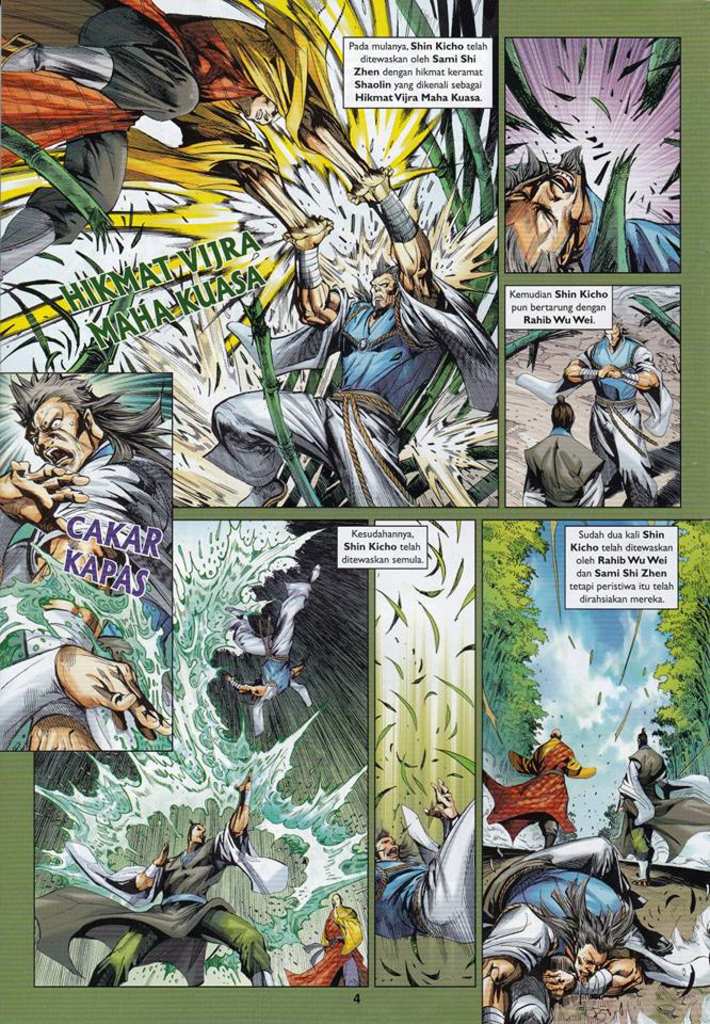 Pada mulanya, Shin Kicho telah
ditewaskan oleh Sami Shi
Zhen dengan hikmat keramat
Shaolin yang dikenali sebagai
Hikmat Vijra Maha Kuasa.
HIKMAT VIJRA
MAHA KUASA
Kemudian Shin Kicho
pun bertarung dengan
Rahib Wu Wei.
CAKAR
KAPAS
Kesudahannya,
Shin Kicho telah
ditewaskan semula.
Sudah dua kali Shin
Kicho telah ditewaskan
oleh Rahib Wu Wei
dan Sami Shi Zhen
tetapi peristiwa itu telah
dirahsiakan mereka.
4